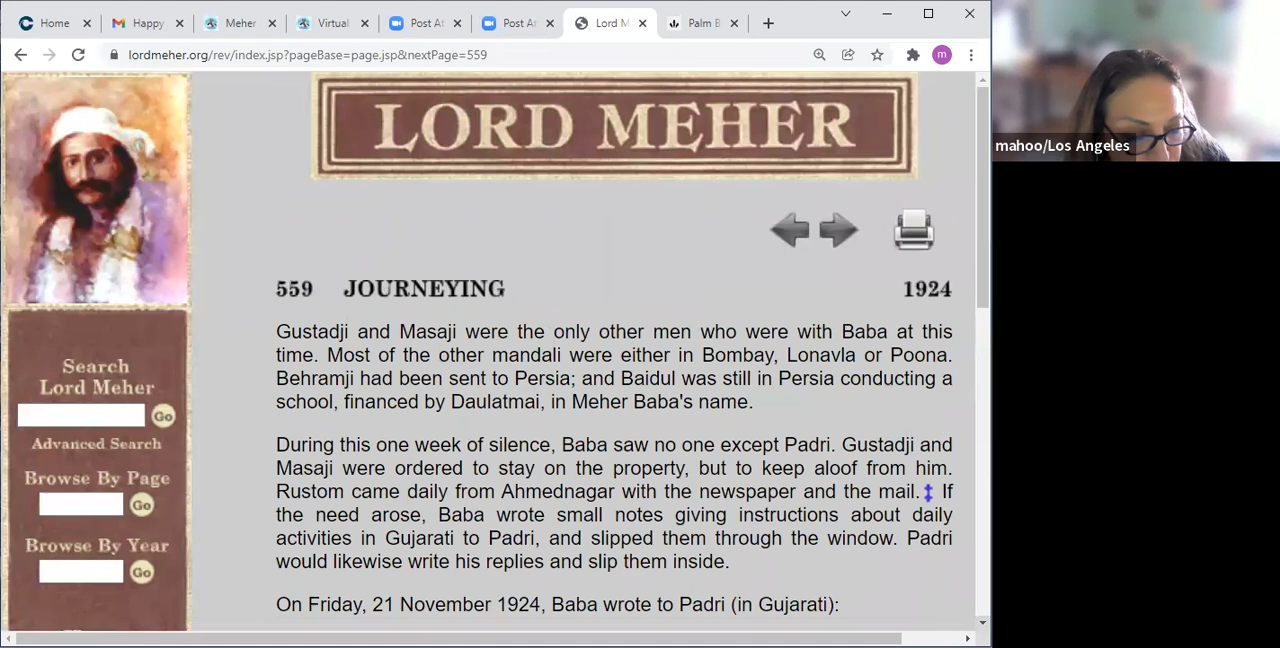 Home
Happy
Meher
Virtual
Post At
Post At
Lord M
Palm B
lordmeher.org/rev/index.jsp?pageBase=page.jsp&nextPage=559
m
mahoo/Los Angeles
LORD MEHER
559 JOURNEYING 1924
Gustadji and Masaji were the only other men who were with Baba at this
time. Most of the other mandali were either in Bombay, Lonavla or Poona.
Behramji had been sent to Persia; and Baidul was still in Persia conducting a
school, financed by Daulatmai, in Meher Baba's name.
During this one week of silence, Baba saw no one except Padri. Gustadji and
Masaji were ordered to stay on the property, but to keep aloof from him.
Rustom came daily from Ahmednagar with the newspaper and the mail.‡ If
the need arose, Baba wrote small notes giving instructions about daily
activities in Gujarati to Padri, and slipped them through the window. Padri
would likewise write his replies and slip them inside.
On Friday, 21 November 1924, Baba wrote to Padri (in Gujarati):
Search
Lord Meher
Go
Advanced Search
Browse By Page
Go
Browse By Year
Go